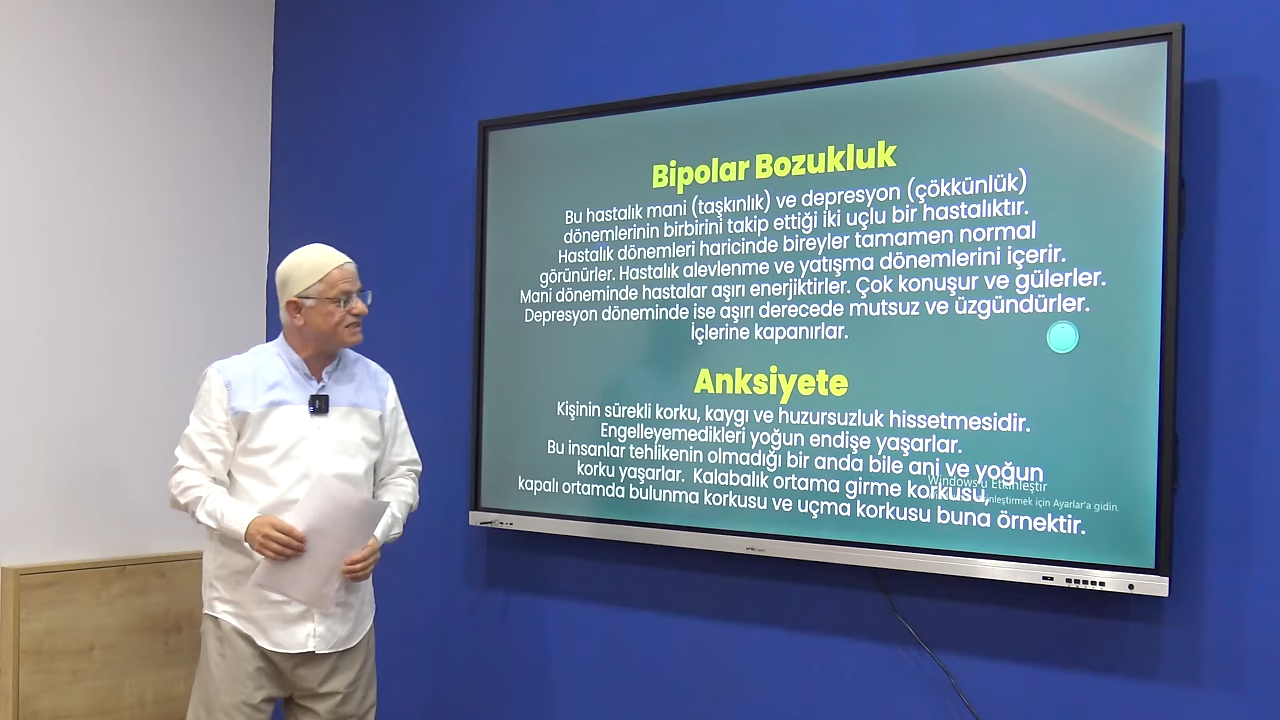 Bipolar Bozukluk
Bu hastalık mani (taşkınlık) ve depresyon (çökkünlük)
dönemlerinin birbirini takip ettiği iki uçlu bir hastalıktır.
Hastalık dönemleri haricinde bireyler tamamen normal
görünürler. Hastalık alevlenme ve yatışma dönemlerini içerir.
Mani döneminde hastalar aşırı enerjiktirler. Çok konuşur ve gülerler.
Depresyon döneminde ise aşırı derecede mutsuz ve üzgündürler.
İçlerine kapanırlar.
Anksiyete
Kişinin sürekli korku, kaygı ve huzursuzluk hissetmesidir.
Engelleyemedikleri yoğun endişe yaşarlar.
Bu insanlar tehlikenin olmadığı bir anda bile ani ve yoğun
korku yaşarlar. Kalabalık ortama girme korkusu,
kapalı ortamda bulunma korkusu ve uçma korkusu buna örnektir.
Windows'u Etkinleştir
için Ayarlar'a gidin.